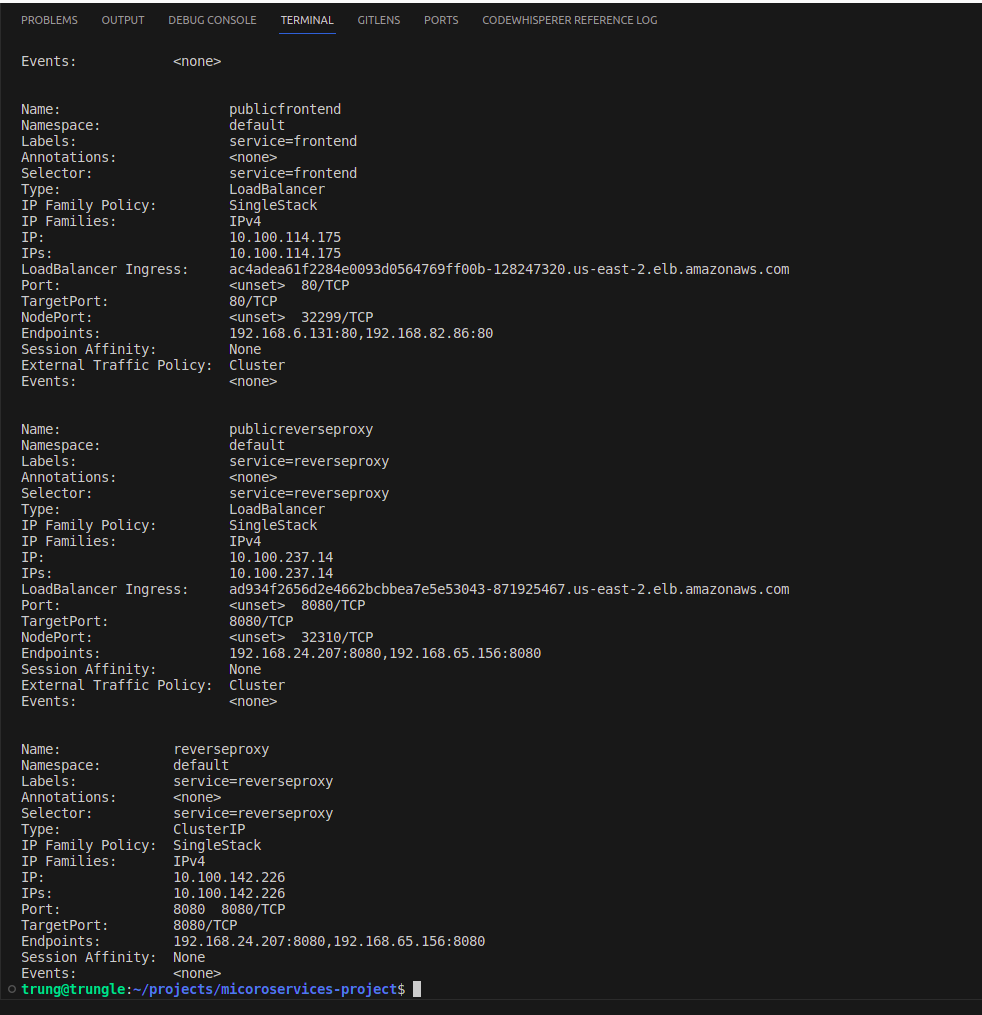 PROBLEMS OUTPUT DEBUG CONSOLE TERMINAL GITLENS PORTS CODEWHISPERER REFERENCE LOG
Events: <none>
Name: publicfrontend
Namespace: default
Labels: service=frontend
Annotations: <none>
Selector: service=frontend
Type: LoadBalancer
IP Family Policy: SingleStack
IP Families: IPv4
IP: 10.100.114.175
IPs: 10.100.114.175
LoadBalancer Ingress: ac4adea61f2284e0093d0564769ff00b-128247320.us-east-2.elb.amazonaws.com
Port: <unset> 80/TCP
TargetPort: 80/TCP
NodePort: <unset> 32299/TCP
Endpoints: 192.168.6.131:80,192.168.82.86:80
Session Affinity: None
External Traffic Policy: Cluster
Events: <none>
Name: publicreverseproxy
Namespace: default
Labels: service=reverseproxy
Annotations: <none>
Selector: service=reverseproxy
Type: LoadBalancer
IP Family Policy: SingleStack
IP Families: IPv4
IP: 10.100.237.14
IPs: 10.100.237.14
LoadBalancer Ingress: ad934f2656d2e4662bcbbea7e5e53043-871925467.us-east-2.elb.amazonaws.com
Port: <unset> 8080/TCP
TargetPort: 8080/TCP
NodePort: <unset> 32310/TCP
Endpoints: 192.168.24.207:8080,192.168.65.156:8080
Session Affinity: None
External Traffic Policy: Cluster
Events: <none>
Name: reverseproxy
Namespace: default
Labels: service=reverseproxy
Annotations: <none>
Selector: service=reverseproxy
Type: ClusterIP
IP Family Policy: SingleStack
IP Families: IPv4
IP: 10.100.142.226
IPs: 10.100.142.226
Port: 8080 8080/TCP
TargetPort: 8080/TCP
Endpoints: 192.168.24.207:8080,192.168.65.156:8080
Session Affinity: None
Events: <none>
trung@trungle:~/projects/micoroservices-project$